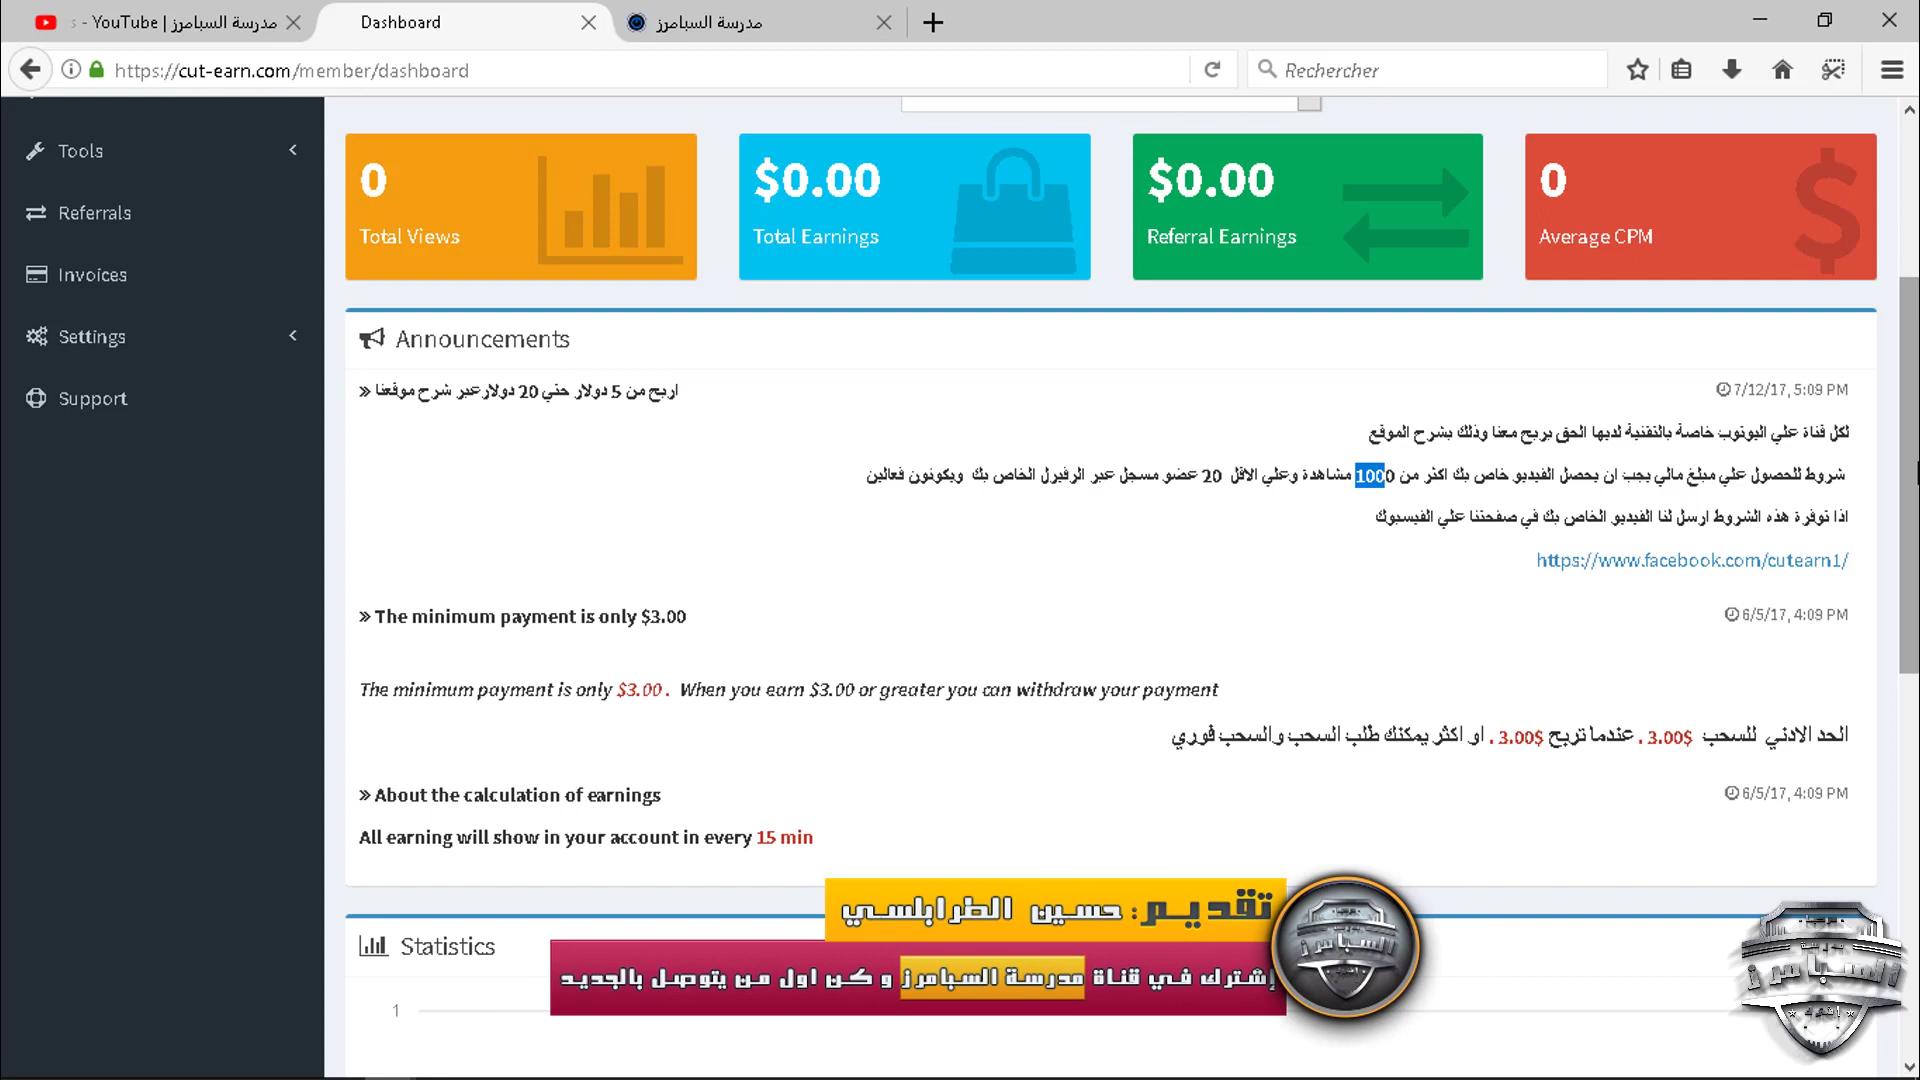 s - YouTube | مدرسة السبامرز
Dashboard
مدرسة السبامرز
https://cut-earn.com/member/dashboard
Rechercher
Tools
Referrals
Invoices
Settings
Support
0
Total Views
$0.00
Total Earnings
$0.00
Referral Earnings
0
Average CPM
Announcements
» اربح من 5 دولار حتي 20 دولارعبر شرح موقعنا
7/12/17, 5:09 PM
لكل قناة علي اليوتوب خاصة بالتقنية لديها الحق بربح معنا وذلك بشرح الموقع
شروط للحصول علي مبلغ مالي يجب ان يحصل الفيديو خاص بك اكثر من 1000 مشاهدة وعلي الاقل 20 عضو مسجل عبر الرفيرل الخاص بك ويكونون فعالين
اذا توفرة هذه الشروط ارسل لنا الفيديو الخاص بك في صفحتنا علي الفيسبوك
https://www.facebook.com/cutearn1/
» The minimum payment is only $3.00
6/5/17, 4:09 PM
The minimum payment is only $3.00 . When you earn $3.00 or greater you can withdraw your payment
الحد الادني للسحب $3.00 . عندما تربح $3.00 . او اكثر يمكنك طلب السحب والسحب فوري
» About the calculation of earnings
6/5/17, 4:09 PM
All earning will show in your account in every 15 min
تقديم: حسين الطرابلسي
Statistics
إشترك في قناة مدرسة السبامرز و كن اول من يتوصل بالجديد
1
مدرسة
السبامرز
مدرسة
السبامرز